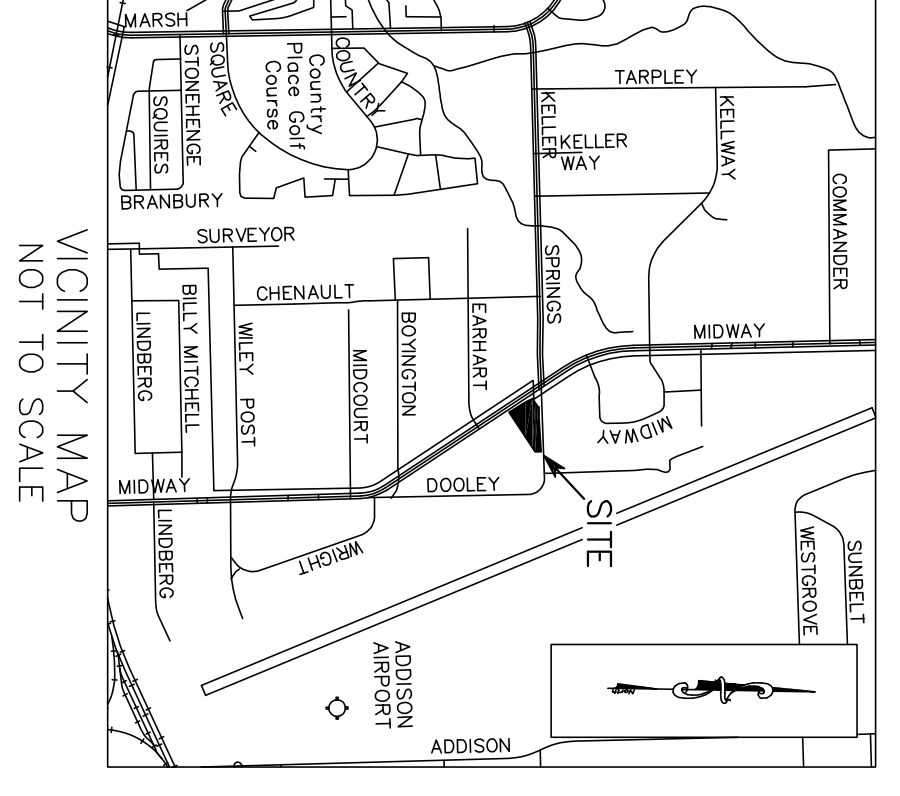 MARSH
STONEHENGE
SQUARE
SQUIRES
BRANBURY
Country
Place Golf
Course
COUNTRY
TARPLEY
KELLER
KELLER
WAY
KELLWAY
COMMANDER
SURVEYOR
CHENAULT
SPRINGS
MIDWAY
LINDBERG
BILLY MITCHELL
WILEY POST
MIDCOURT
BOYINGTON
EARHART
MIDWAY
MIDWAY
DOOLEY
SITE
LINDBERG
WRIGHT
WESTGROVE
SUNBELT
ADDISON
AIRPORT
North
ADDISON
VICINITY MAP
NOT TO SCALE